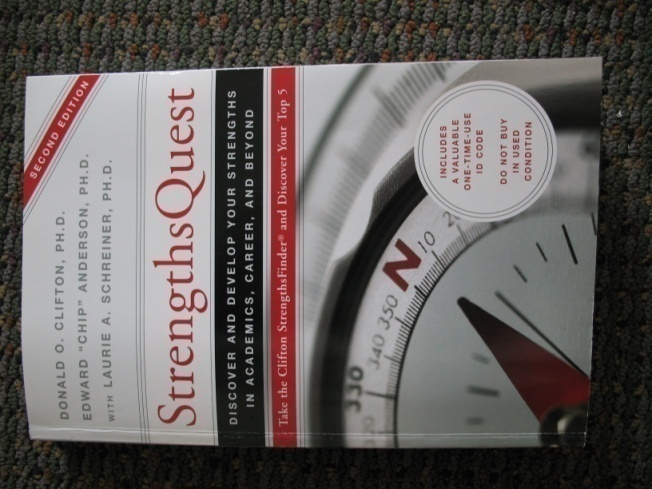 SECOND EDITION
DONALD O. CLIFTON, PH.D.
EDWARD "CHIP" ANDERSON, PH.D.
WITH LAURIE A. SCHREINER, PH.D.
StrengthsQuest
DISCOVER AND DEVELOP YOUR STRENGTHS
IN ACADEMICS, CAREER, AND BEYOND
Take the Clifton StrengthsFinder® and Discover Your Top 5
INCLUDES
A VALUABLE
ONE-TIME-USE
ID CODE
DO NOT BUY
IN USED
CONDITION
330
340
350
N
10